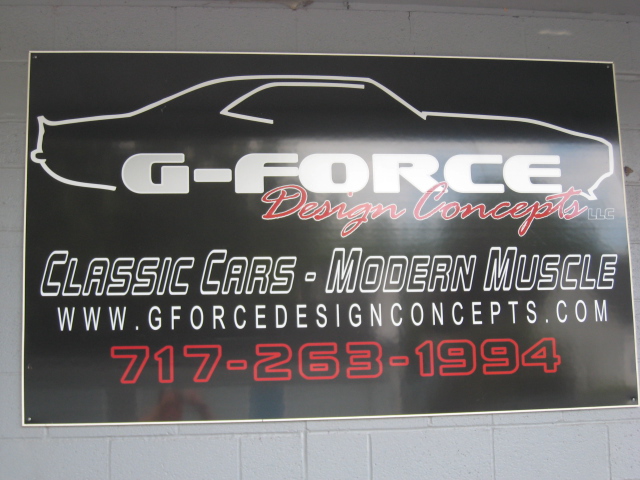 G-FORCE
Design Concepts LLC
CLASSIC CARS - MODERN MUSCLE
WWW.GFORCEDESIGNCONCEPTS.COM
717-263-1994